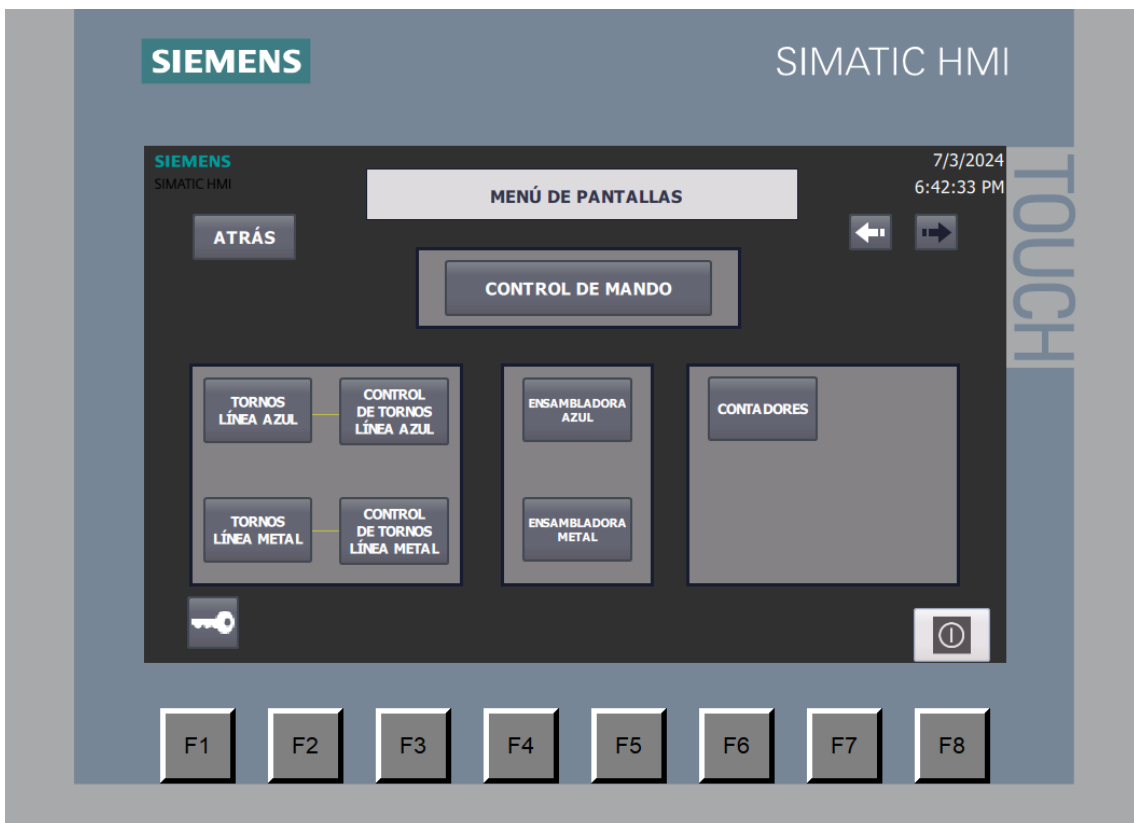 SIEMENS
SIMATIC HMI
TOUCH
SIEMENS
SIMATIC HMI
7/3/2024
6:42:33 PM
MENÚ DE PANTALLAS
ATRÁS
CONTROL DE MANDO
TORNOS
LÍNEA AZUL
CONTROL
DE TORNOS
LÍNEA AZUL
ENSAMBLADORA
AZUL
CONTADORES
TORNOS
LÍNEA METAL
CONTROL
DE TORNOS
LÍNEA METAL
ENSAMBLADORA
METAL
F1
F2
F3
F4
F5
F6
F7
F8